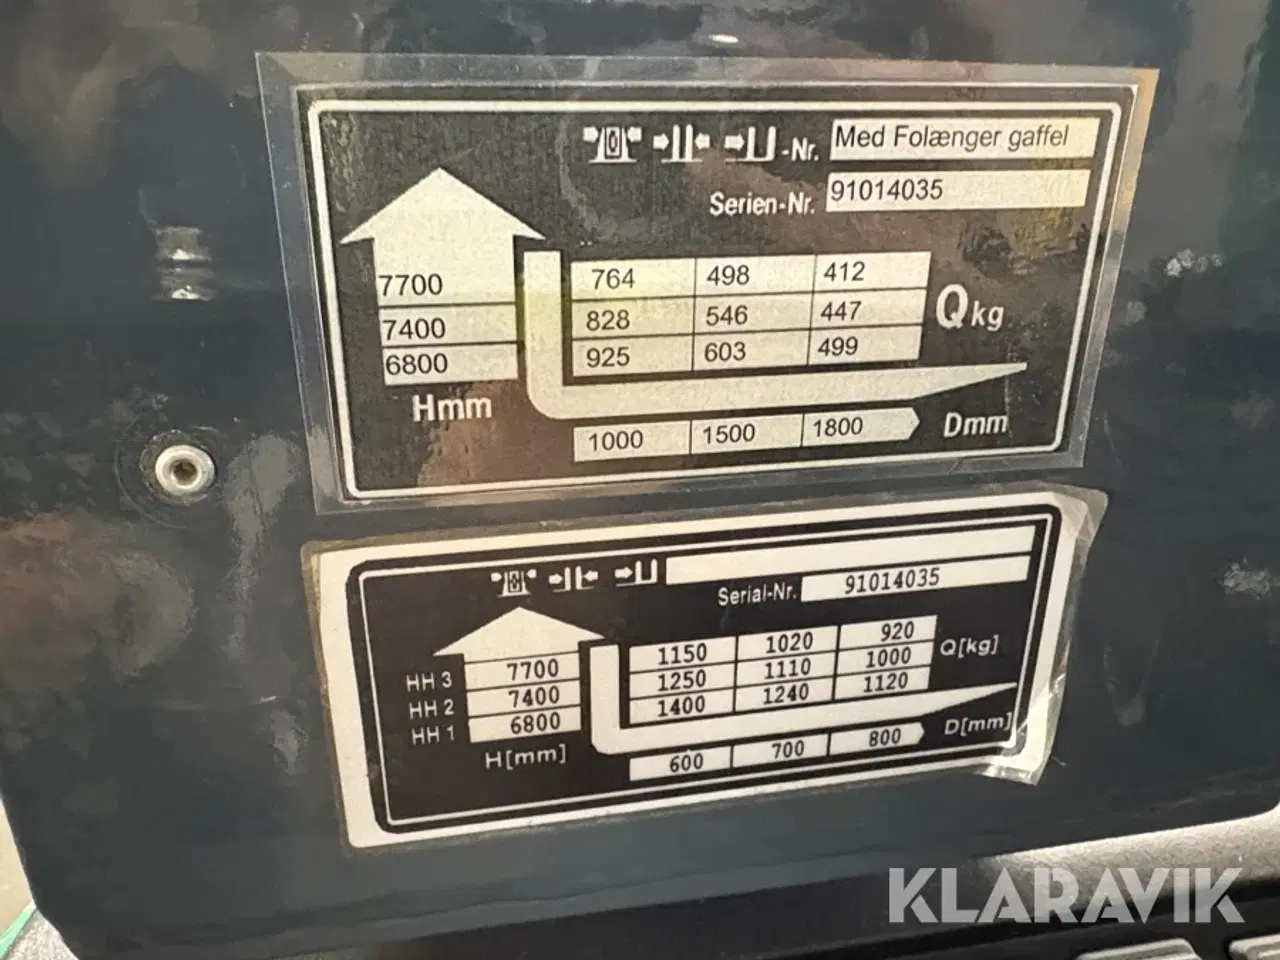 -Nr. Med Folænger gaffel
Serien-Nr. 91014035
7700 764 498 412
7400 828 546 447 Qkg
6800 925 603 499
Hmm
1000 1500 1800 Dmm
Serial-Nr. 91014035
HH 3 7700 1150 1020 920 Q[kg]
HH 2 7400 1250 1110 1000
HH 1 6800 1400 1240 1120
H[mm] 600 700 800 D[mm]
KLARAVIK